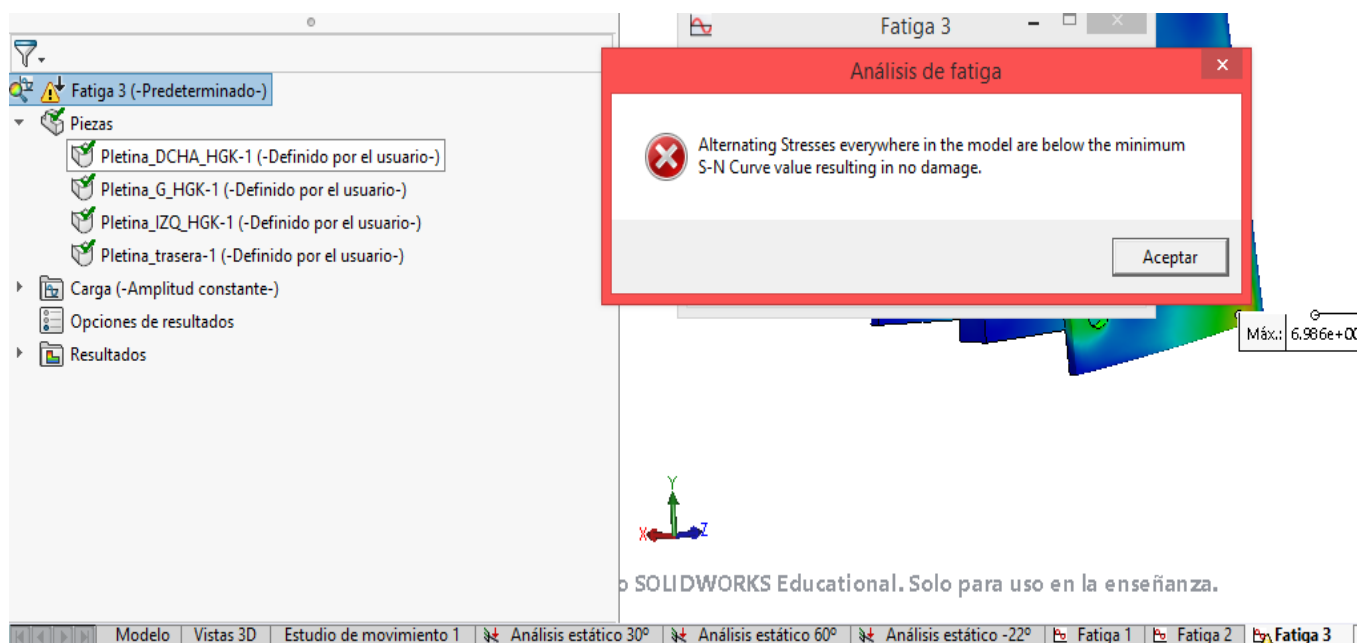 Fatiga 3
Análisis de fatiga
Alternating Stresses everywhere in the model are below the minimum
S-N Curve value resulting in no damage.
Aceptar
Fatiga 3 (-Predeterminado-)
Piezas
Pletina_DCHA_HGK-1 (-Definido por el usuario-)
Pletina_G_HGK-1 (-Definido por el usuario-)
Pletina_IZQ_HGK-1 (-Definido por el usuario-)
Pletina_trasera-1 (-Definido por el usuario-)
Carga (-Amplitud constante-)
Opciones de resultados
Resultados
Máx.: 6.986e+00
Y
X
Z
o SOLIDWORKS Educational. Solo para uso en la enseñanza.
Modelo Vistas 3D Estudio de movimiento 1 Análisis estático 30º Análisis estático 60º Análisis estático -22º Fatiga 1 Fatiga 2 Fatiga 3